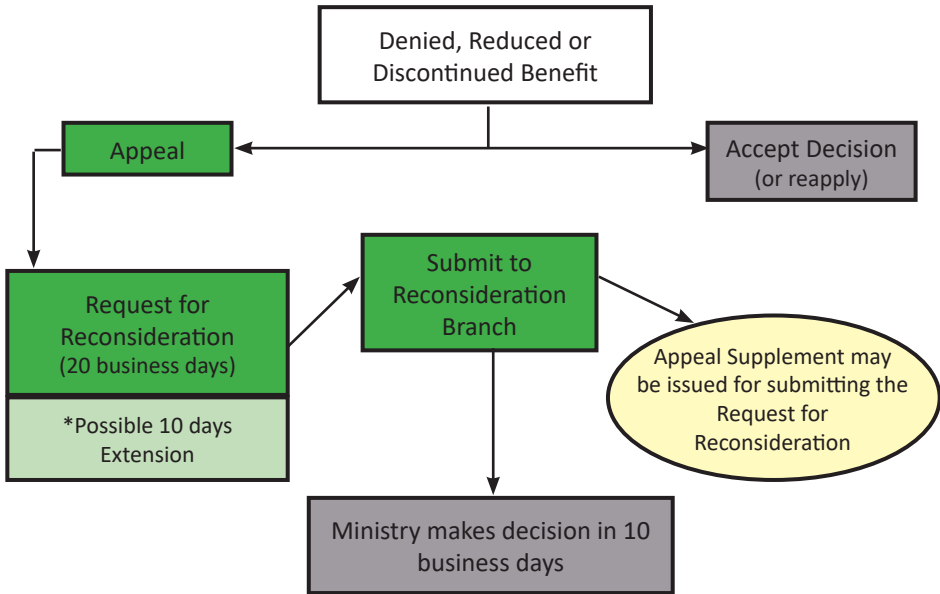 Denied, Reduced or
Discontinued Benefit
Appeal
Accept Decision
(or reapply)
Request for
Reconsideration
(20 business days)
*Possible 10 days
Extension
Submit to
Reconsideration
Branch
Appeal Supplement may
be issued for submitting the
Request for
Reconsideration
Ministry makes decision in 10
business days